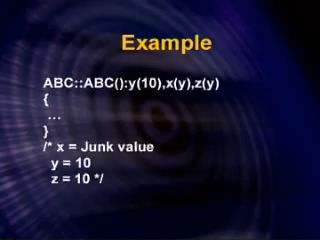 Example
ABC::ABC():y(10),x(y),z(y)
{
...
}
/* x = Junk value
y = 10
z = 10 */